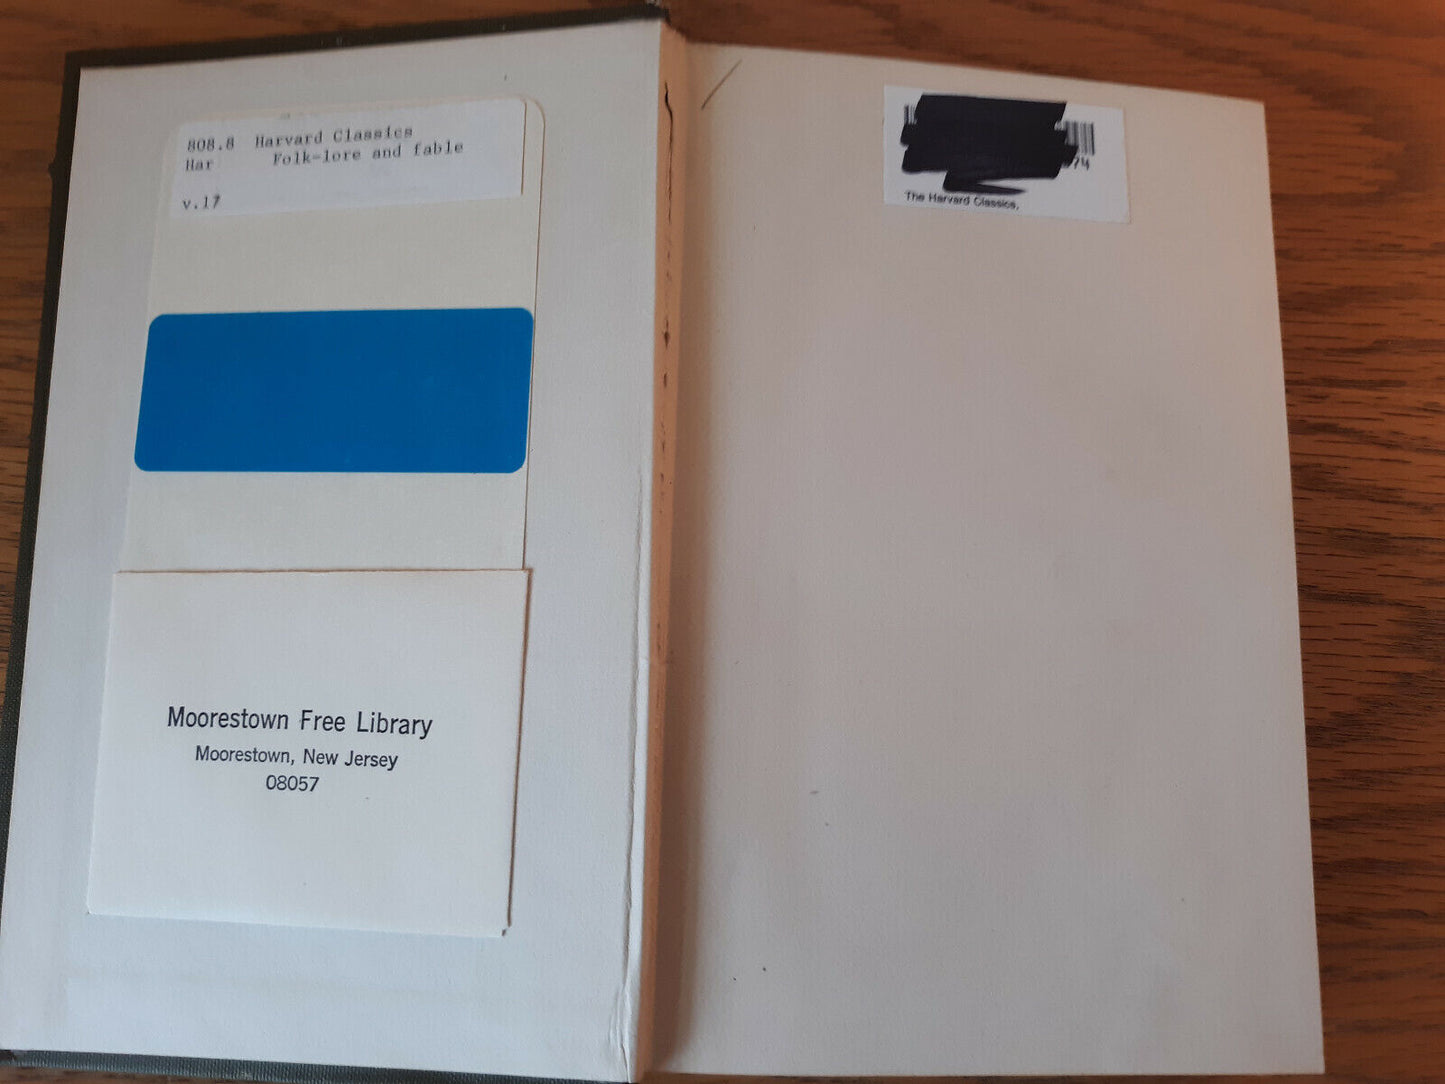 808.8 Harvard Classics
Har Folk-lore and fable
v.17
Moorestown Free Library
Moorestown, New Jersey
08057
74
The Harvard Classics,